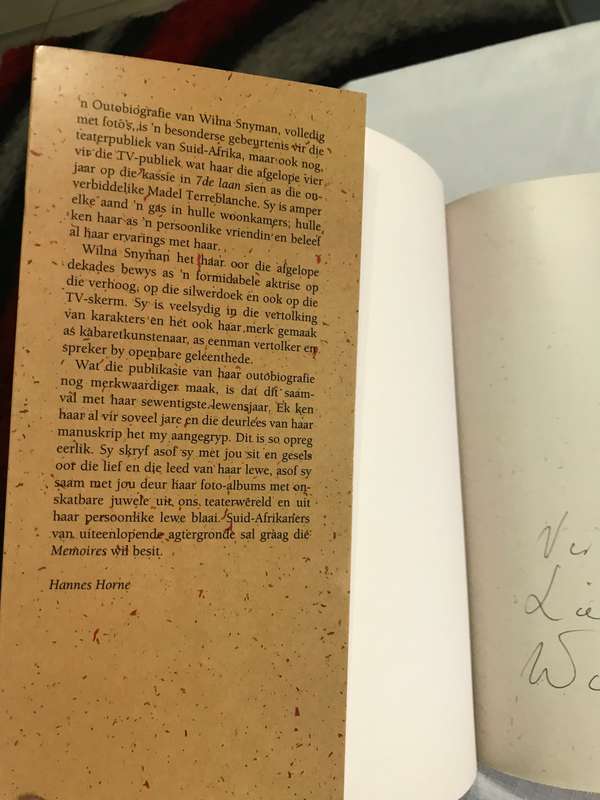 'n Outobiografie van Wilna Snyman, volledig
met foto's, is 'n besonderse gebeurtenis vir die
teaterpubliek van Suid-Afrika, maar ook nog,
vir die TV-publiek wat haar die afgelope vier
jaar op die kassie in 7de laan sien as die on-
verbiddelike Madel Terreblanche. Sy is amper
elke aand 'n gas in hulle woonkamers; hulle
ken haar as 'n persoonlike vriendin en beleef
al haar ervarings met haar.
Wilna Snyman het haar oor die afgelope
dekades bewys as 'n formidabele aktrise op
die verhoog, op die silwerdoek en ook op die
TV-skerm. Sy is veelsydig in die vertolking
van karakters en het ook haar merk gemaak
as kabaretkunstenaar, as eenman vertolker en
spreker by openbare geleenthede.
Wat die publikasie van haar outobiografie
nog merkwaardiger maak, is dat dit saam-
val met haar sewentigste lewensjaar. Ek ken
haar al vir soveel jare en die deurlees van haar
manuskrip het my aangegryp. Dit is so opreg
eerlik. Sy skryf asof sy met jou sit en gesels
oor die lief en die leed van haar lewe, asof sy
saam met jou deur haar foto-albums met on-
skatbare juwele uit ons teaterwêreld en uit
haar persoonlike lewe blaai. Suid-Afrikaners
van uiteenlopende agtergronde sal graag dié
Memoires wil besit.
Hannes Horne